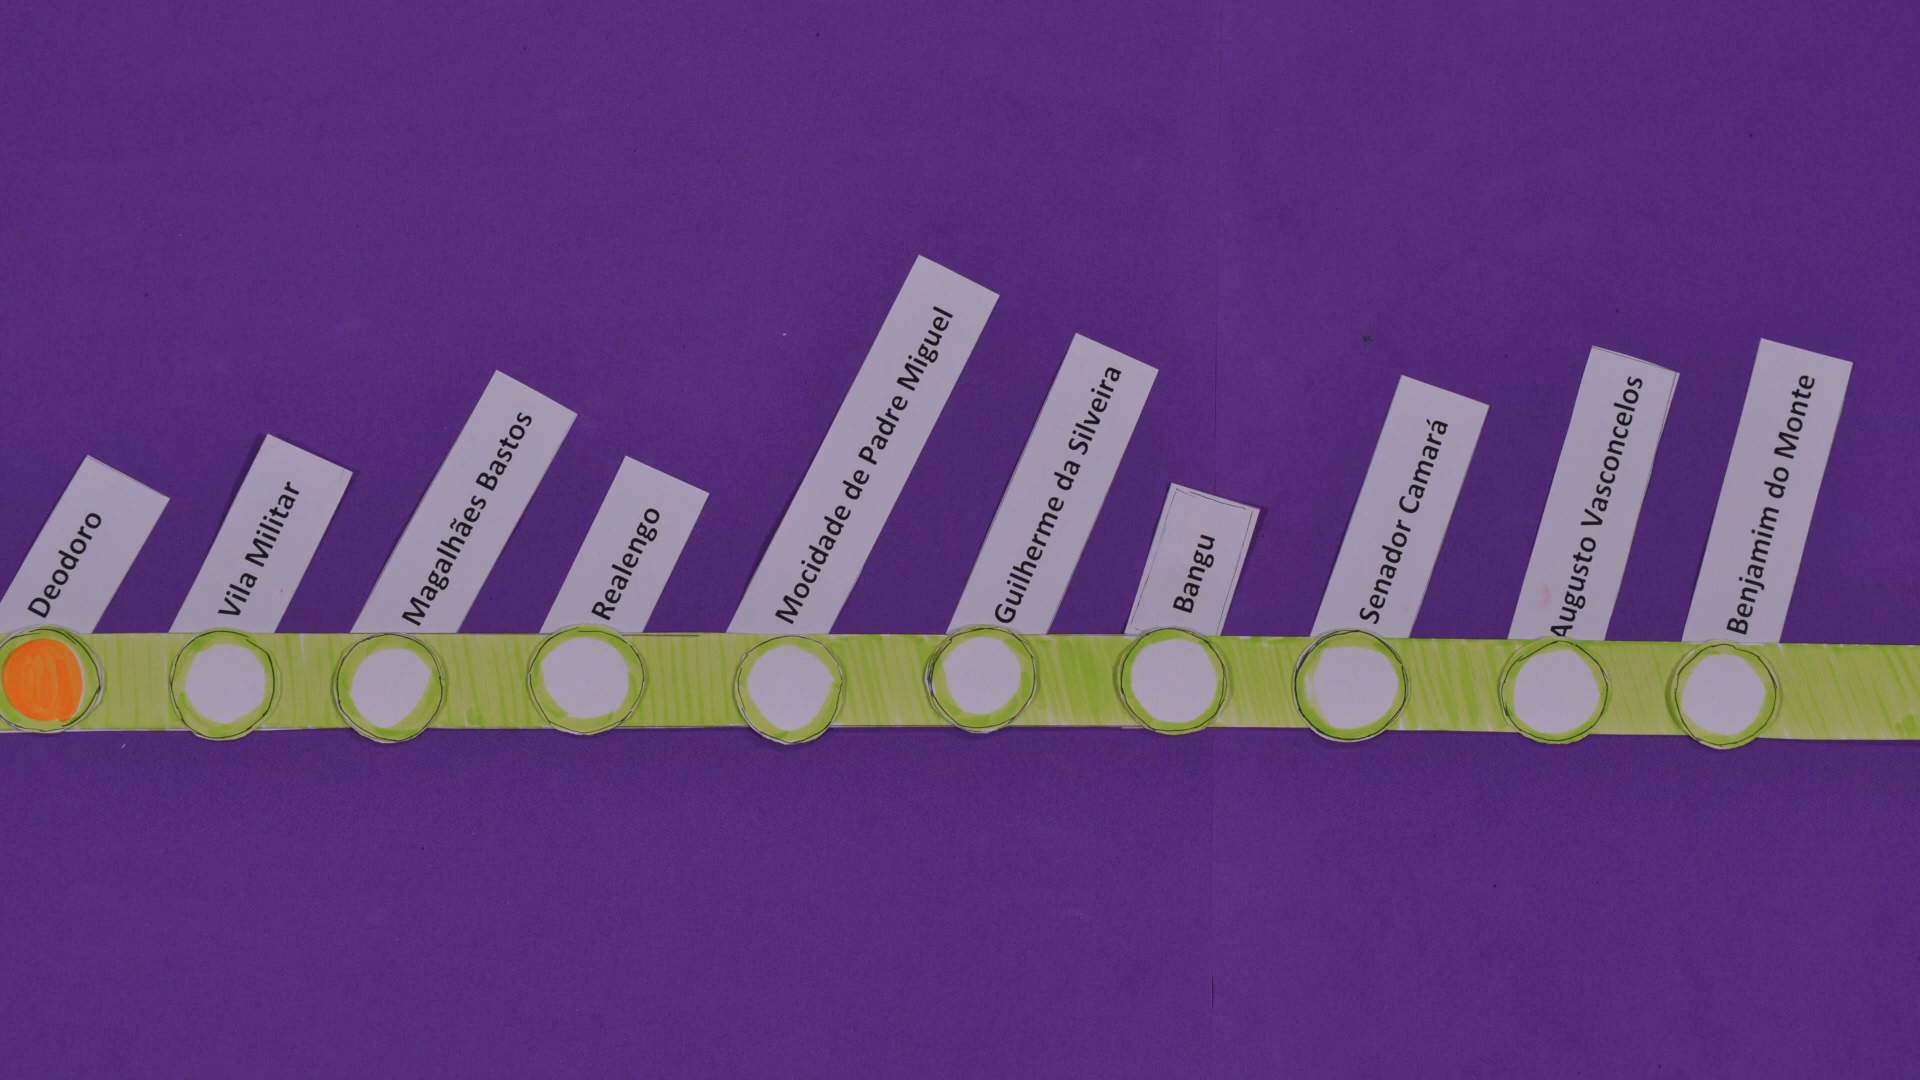 Deodoro
Vila Militar
Magalhães Bastos
Realengo
Mocidade de Padre Miguel
Guilherme da Silveira
Bangu
Senador Camará
Augusto Vasconcelos
Benjamim do Monte